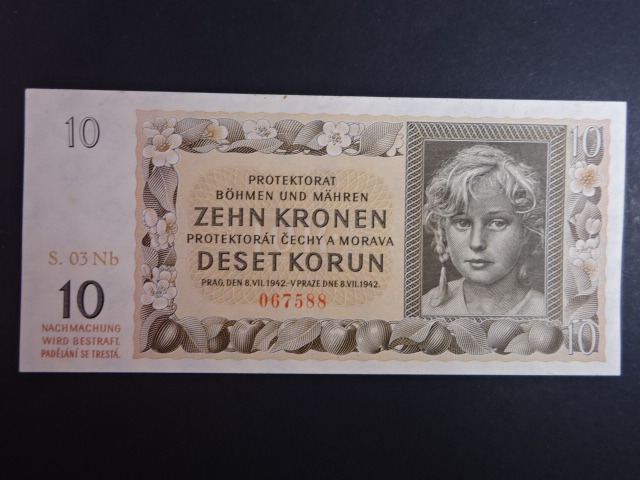 10
S. 03 Nb
10
NACHMACHUNG
WIRD BESTRAFT.
PADĚLÁNÍ SE TRESTÁ.
PROTEKTORAT
BÖHMEN UND MÄHREN
ZEHN KRONEN
PROTEKTORÁT ČECHY A MORAVA
DESET KORUN
PRAG, DEN 8.VII.1942.-V PRAZE DNE 8.VII.1942.
067588
10
10